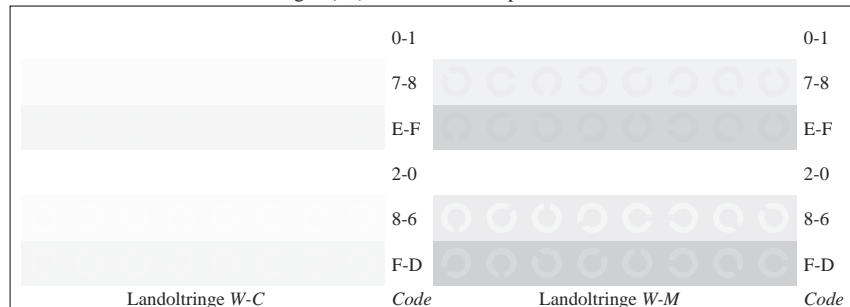 0-1 0-1
7-8 7-8
E-F E-F
2-0 2-0
8-6 8-6
F-D F-D
Landoltringe W-C Code Landoltringe W-M Code